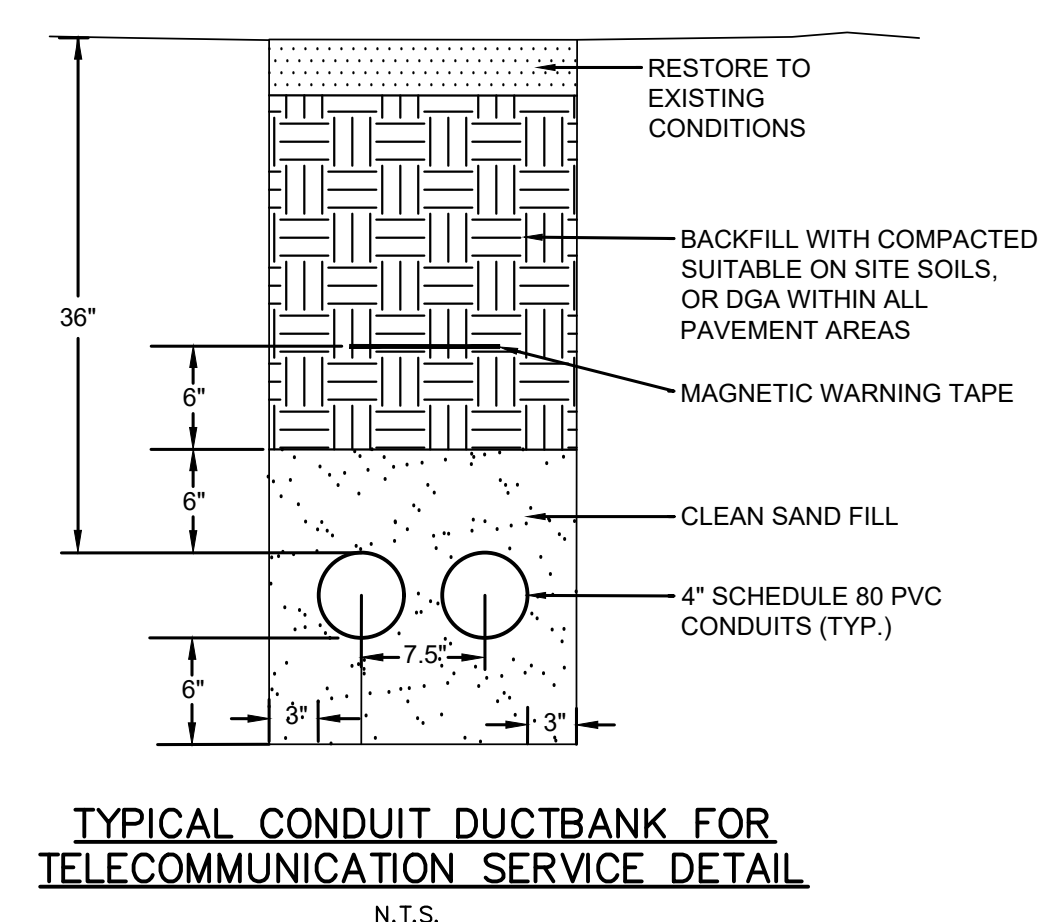 RESTORE TO
EXISTING
CONDITIONS
BACKFILL WITH COMPACTED
SUITABLE ON SITE SOILS,
OR DGA WITHIN ALL
PAVEMENT AREAS
36"
6"
MAGNETIC WARNING TAPE
6"
CLEAN SAND FILL
4" SCHEDULE 80 PVC
CONDUITS (TYP.)
7.5"
6"
3"
3"
TYPICAL CONDUIT DUCTBANK FOR
TELECOMMUNICATION SERVICE DETAIL
N.T.S.